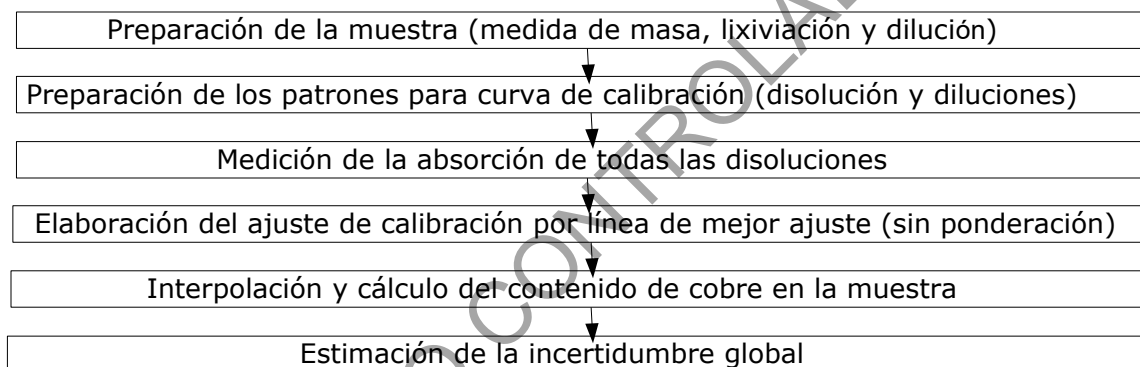 Preparación de la muestra (medida de masa, lixiviación y dilución)
Preparación de los patrones para curva de calibración (disolución y diluciones)
Medición de la absorción de todas las disoluciones
Elaboración del ajuste de calibración por línea de mejor ajuste (sin ponderación)
Interpolación y cálculo del contenido de cobre en la muestra
Estimación de la incertidumbre global